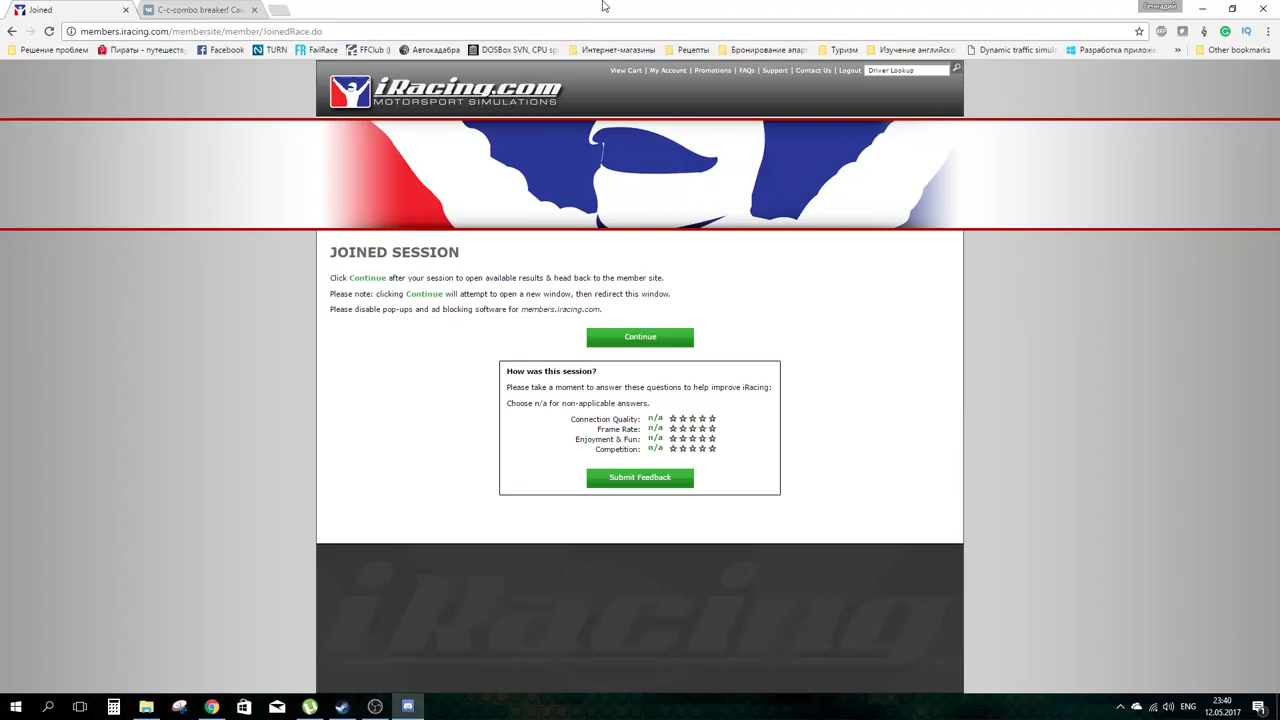 Joined
C-c-combo breaker! Са
Геннадий
members.iracing.com/membersite/member/JoinedRace.do
Решение проблем
Пираты - путешеств
Facebook
TURN
FailRace
FFClub :)
Автокадабра
DOSBox SVN, CPU sp
Интернет-магазины
Рецепты
Бронирование апар
Туризм
Изучение английско
Dynamic traffic simula
Разработка приложе
»
Other bookmarks
View Cart | My Account | Promotions | FAQs | Support | Contact Us | Logout
Driver Lookup
iRacing.com
MOTORSPORT SIMULATIONS
JOINED SESSION
Click Continue after your session to open available results & head back to the member site.
Please note: clicking Continue will attempt to open a new window, then redirect this window.
Please disable pop-ups and ad blocking software for members.iracing.com.
Continue
How was this session?
Please take a moment to answer these questions to help improve iRacing:
Choose n/a for non-applicable answers.
Connection Quality: n/a
Frame Rate: n/a
Enjoyment & Fun: n/a
Competition: n/a
Submit Feedback
iRacing
ENG
23:40
12.05.2017